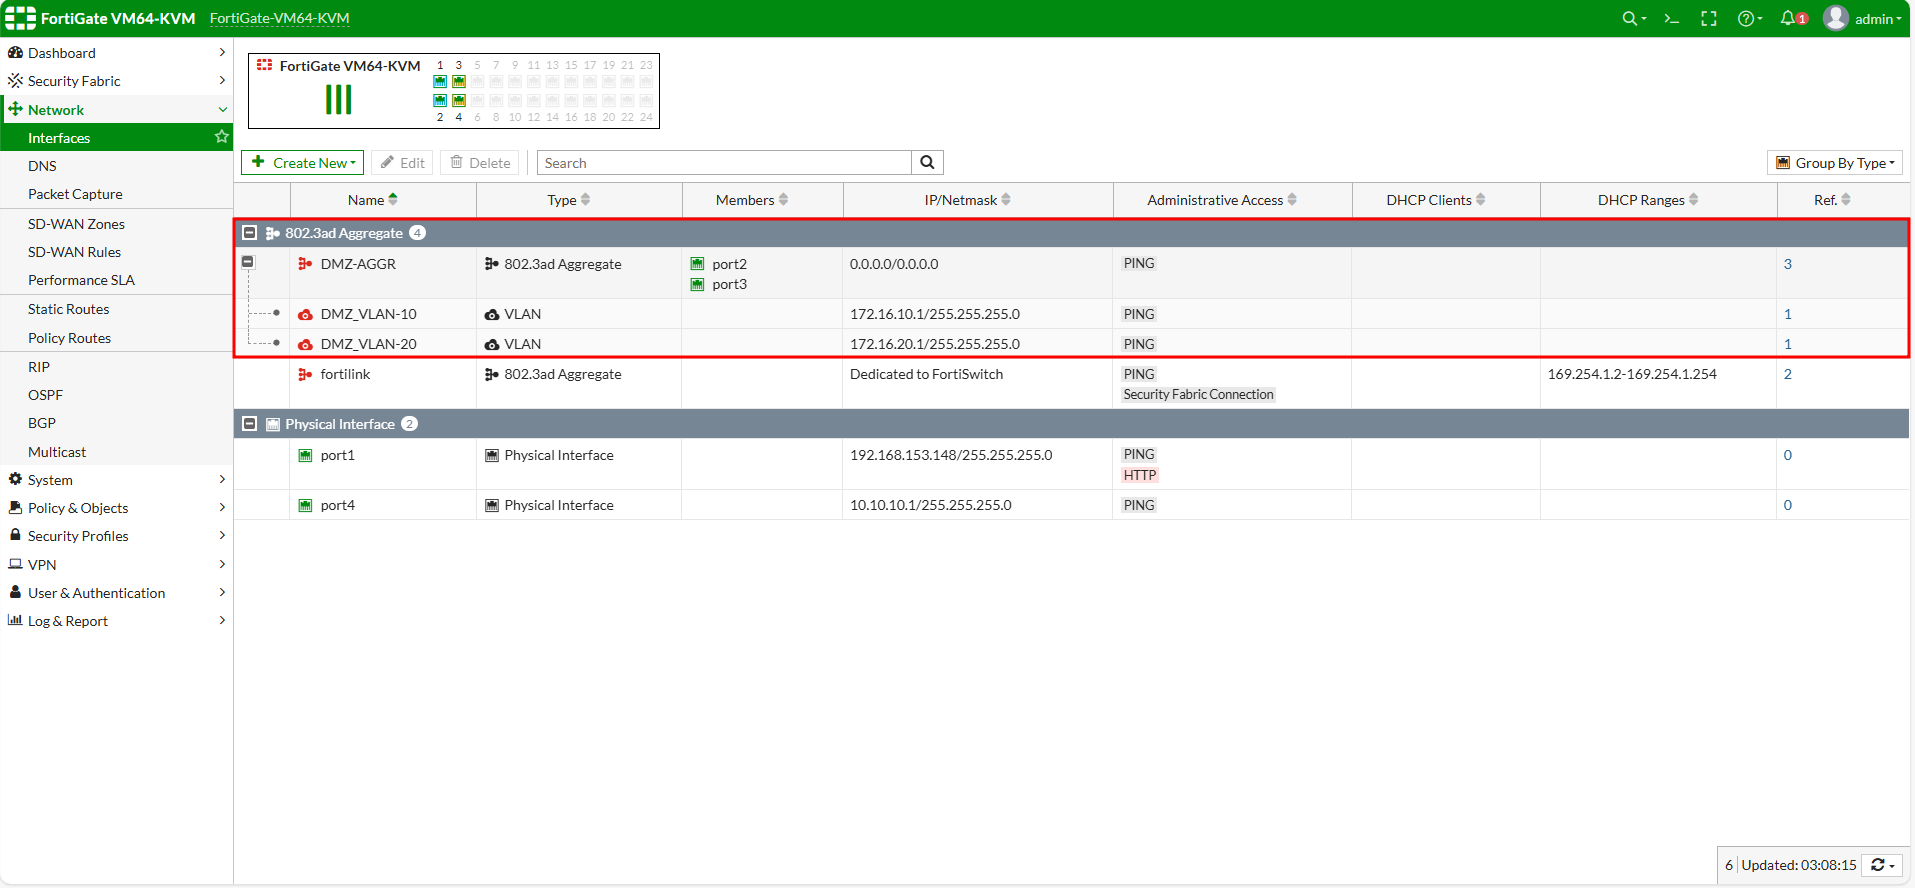 FortiGate VM64-KVM FortiGate-VM64-KVM 1 admin
Dashboard
Security Fabric
Network
Interfaces
DNS
Packet Capture
SD-WAN Zones
SD-WAN Rules
Performance SLA
Static Routes
Policy Routes
RIP
OSPF
BGP
Multicast
System
Policy & Objects
Security Profiles
VPN
User & Authentication
Log & Report
FortiGate VM64-KVM 1 3 5 7 9 11 13 15 17 19 21 23
2 4 6 8 10 12 14 16 18 20 22 24
Create New Edit Delete Search Group By Type
Name Type Members IP/Netmask Administrative Access DHCP Clients DHCP Ranges Ref.
802.3ad Aggregate 4
DMZ-AGGR 802.3ad Aggregate port2 0.0.0.0/0.0.0.0 PING 3
port3
DMZ_VLAN-10 VLAN 172.16.10.1/255.255.255.0 PING 1
DMZ_VLAN-20 VLAN 172.16.20.1/255.255.255.0 PING 1
fortilink 802.3ad Aggregate Dedicated to FortiSwitch PING 169.254.1.2-169.254.1.254 2
Security Fabric Connection
Physical Interface 2
port1 Physical Interface 192.168.153.148/255.255.255.0 PING 0
HTTP
port4 Physical Interface 10.10.10.1/255.255.255.0 PING 0
6 Updated: 03:08:15